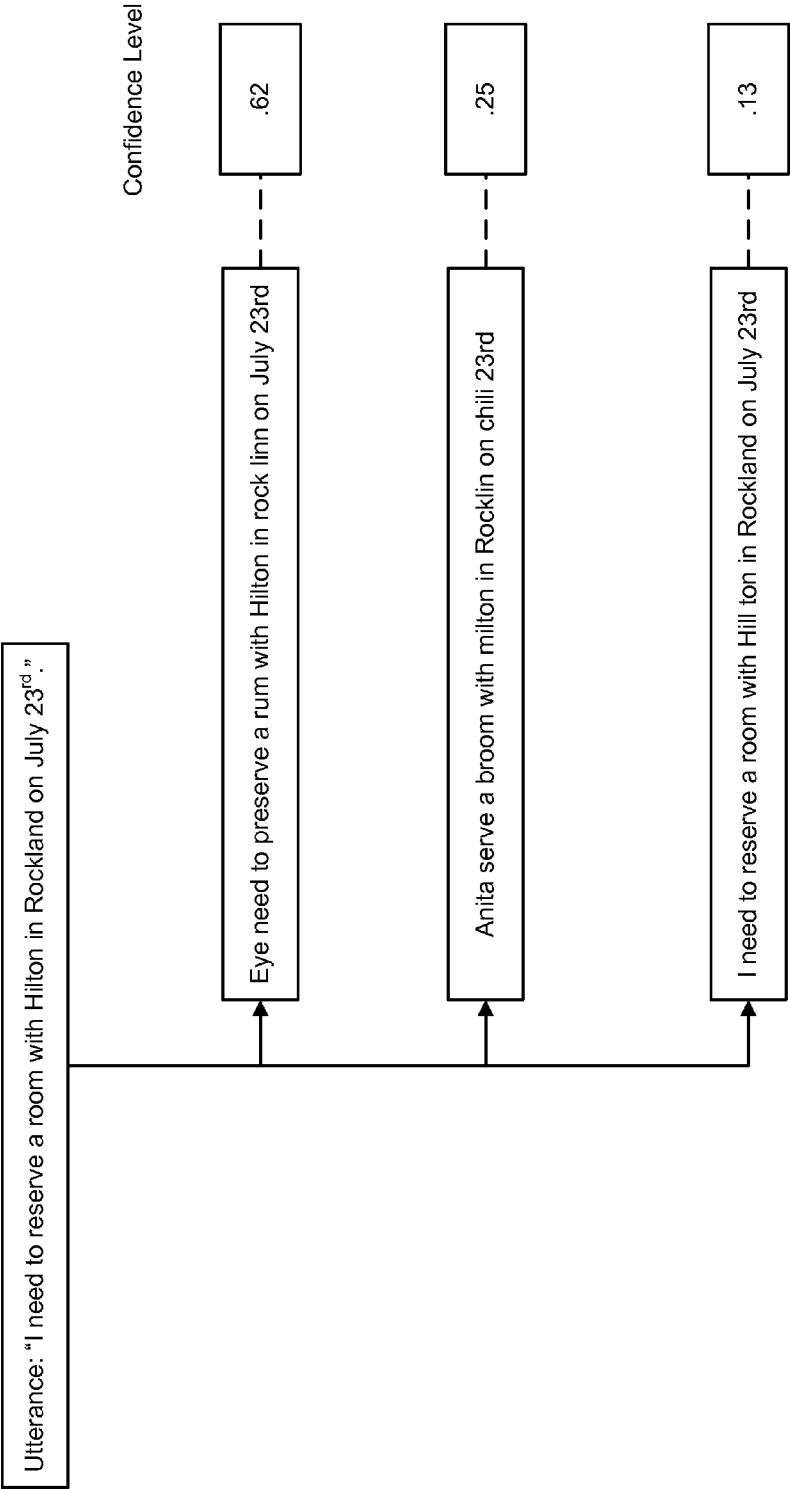 Utterance: “I need to reserve a room with Hilton in Rockland on July 23rd.”
Confidence Level
Eye need to preserve a rum with Hilton in rock linn on July 23rd
.62
Anita serve a broom with milton in Rocklin on chili 23rd
.25
I need to reserve a room with Hill ton in Rockland on July 23rd
.13